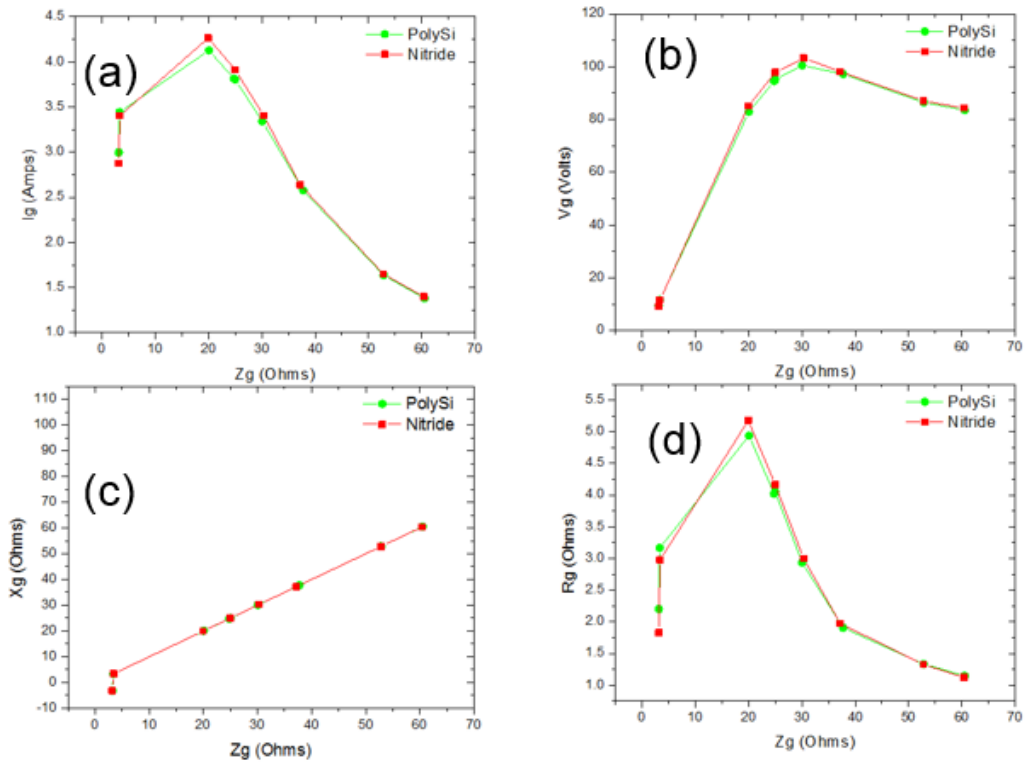 (a)
PolySi
Nitride
Ig (Amps)
4.5
4.0
3.5
3.0
2.5
2.0
1.5
1.0
0 10 20 30 40 50 60 70
Zg (Ohms)
(b)
PolySi
Nitride
Vg (Volts)
120
100
80
60
40
20
0
0 10 20 30 40 50 60 70
Zg (Ohms)
(c)
PolySi
Nitride
Xg (Ohms)
110
100
90
80
70
60
50
40
30
20
10
0
-10
0 10 20 30 40 50 60 70
Zg (Ohms)
(d)
PolySi
Nitride
Rg (Ohms)
5.5
5.0
4.5
4.0
3.5
3.0
2.5
2.0
1.5
1.0
0 10 20 30 40 50 60 70
Zg (Ohms)